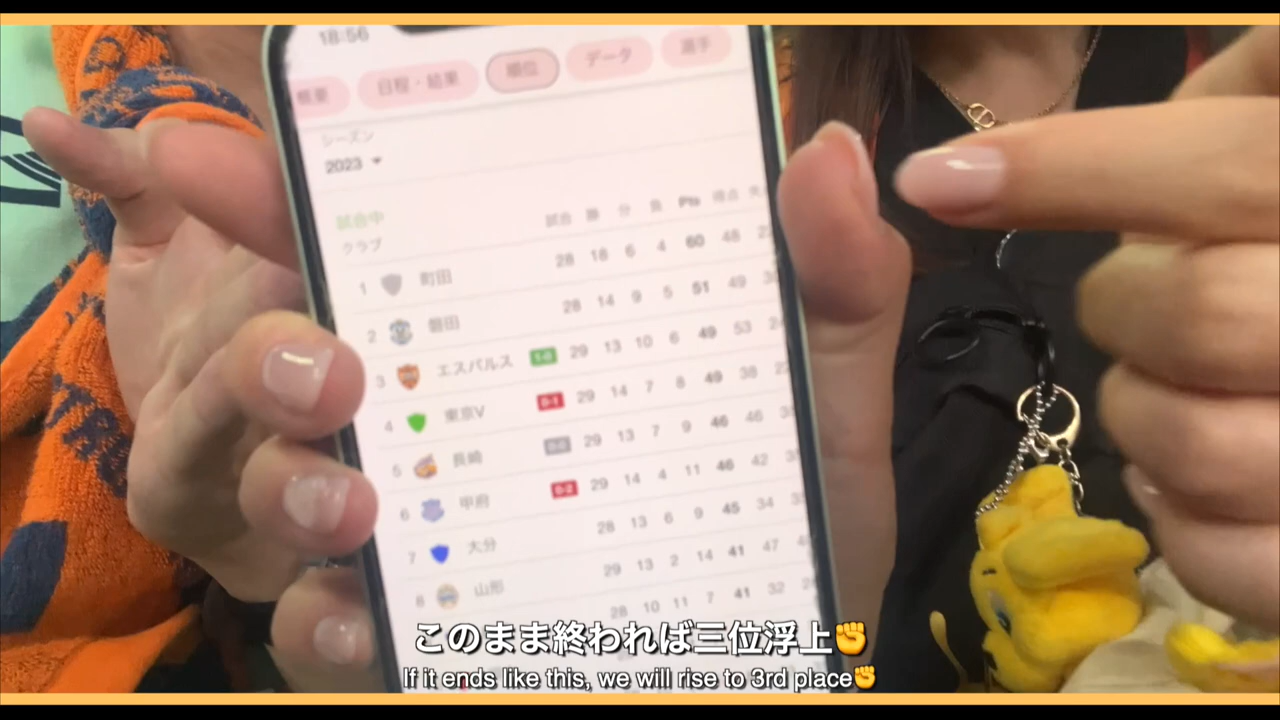 18:56
概要 日程・結果 順位 データ 選手
シーズン
2023
試合中
クラブ 試合 勝 分 負 Pts 得点
1 町田 28 18 6 4 60 48
2 磐田 28 14 9 5 51 49
3 エスパルス 1-0 29 13 10 6 49 53
4 東京V 0-1 29 14 7 8 49 38
5 長崎 0-0 29 13 7 9 46 46
6 甲府 0-2 29 14 4 11 46 42
7 大分 28 13 6 9 45 34
8 山形 29 13 2 14 41 47
28 10 11 7 41 32
このまま終われば三位浮上✊
If it ends like this, we will rise to 3rd place✊